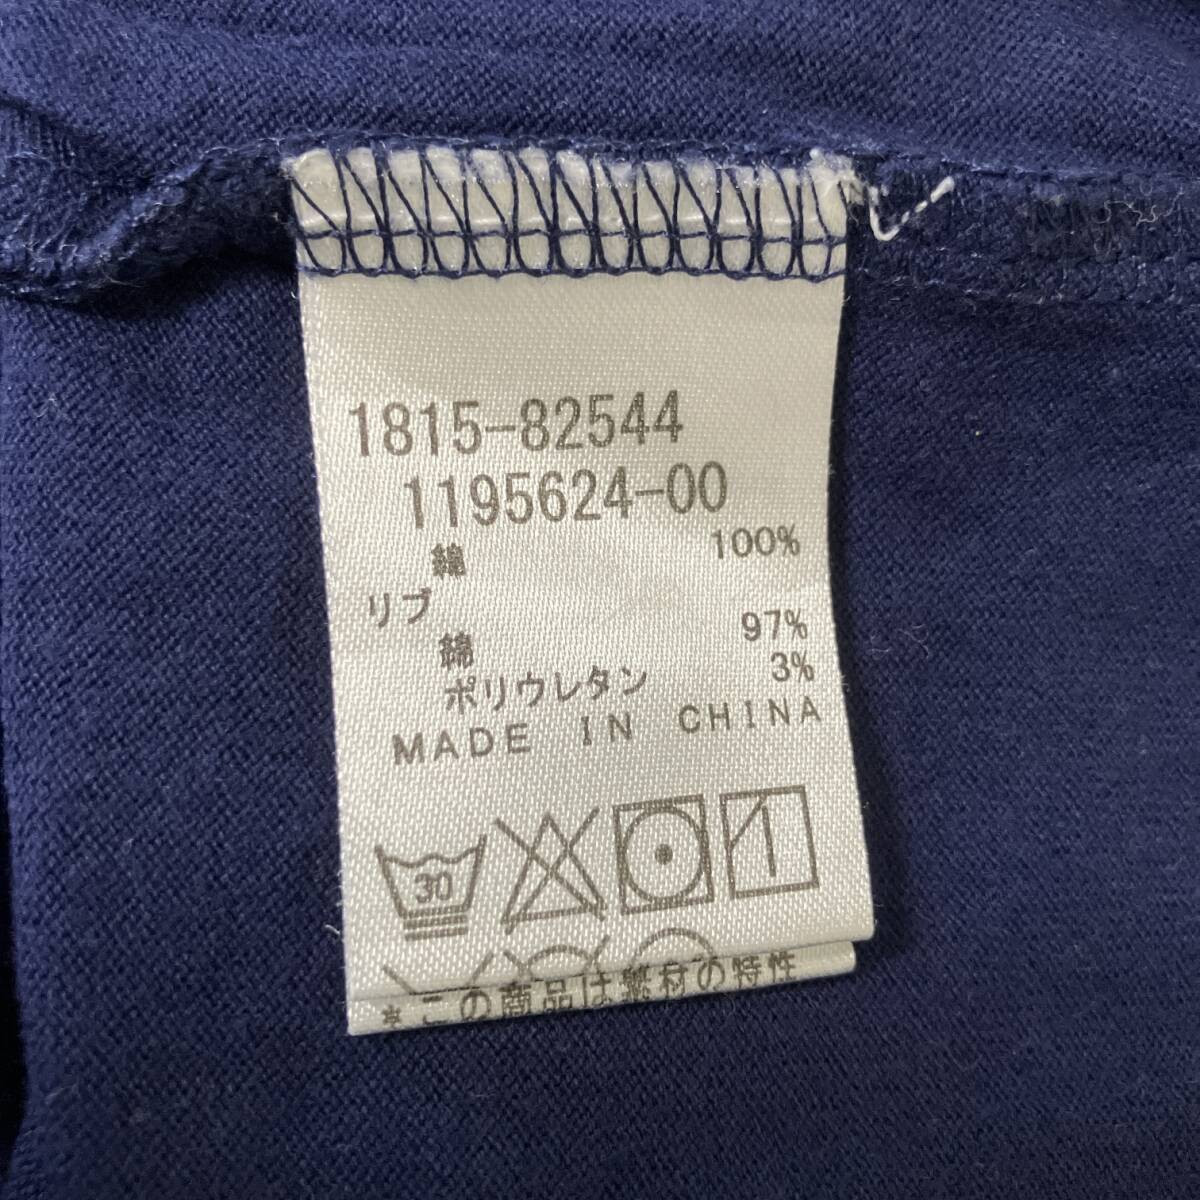 1815-82544
1195624-00
綿 100%
リブ
綿 97%
ポリウレタン 3%
MADE IN CHINA
30
*この商品は素材の特性